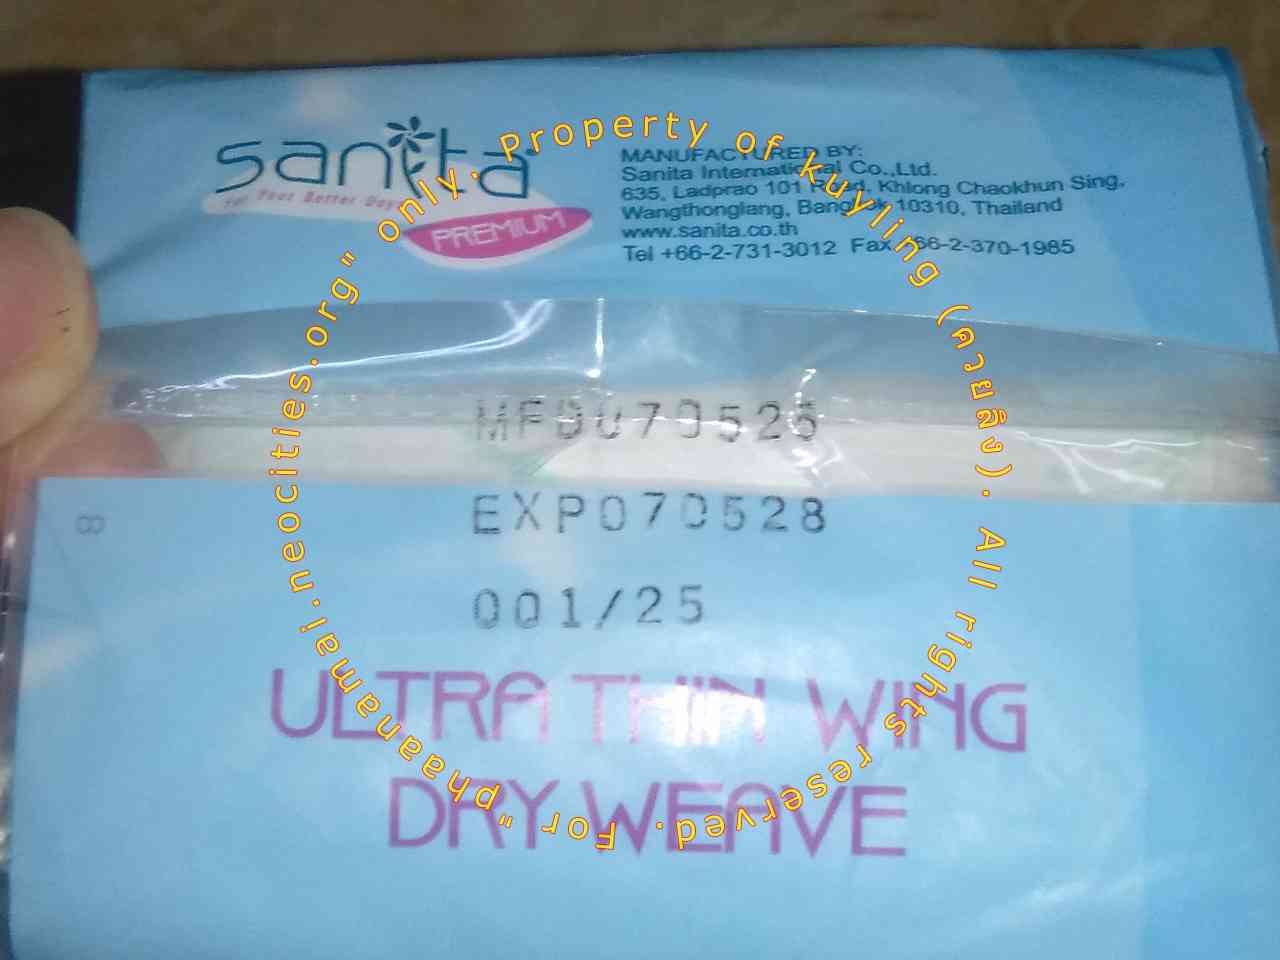 sanita
For Your Better Days
PREMIUM
MANUFACTURED BY:
Sanita International Co.,Ltd.
635, Ladprao 101 Road, Khlong Chaokhun Sing,
Wangthonglang, Bangkok 10310, Thailand
www.sanita.co.th
Tel +66-2-731-3012 Fax +66-2-370-1985
MFD070525
EXP070528
001/25
8
ULTRA THIN WING
DRY WEAVE
Property of kuyling (ควยลิง). All rights reserved. For "phaanamai.neocities.org" only.